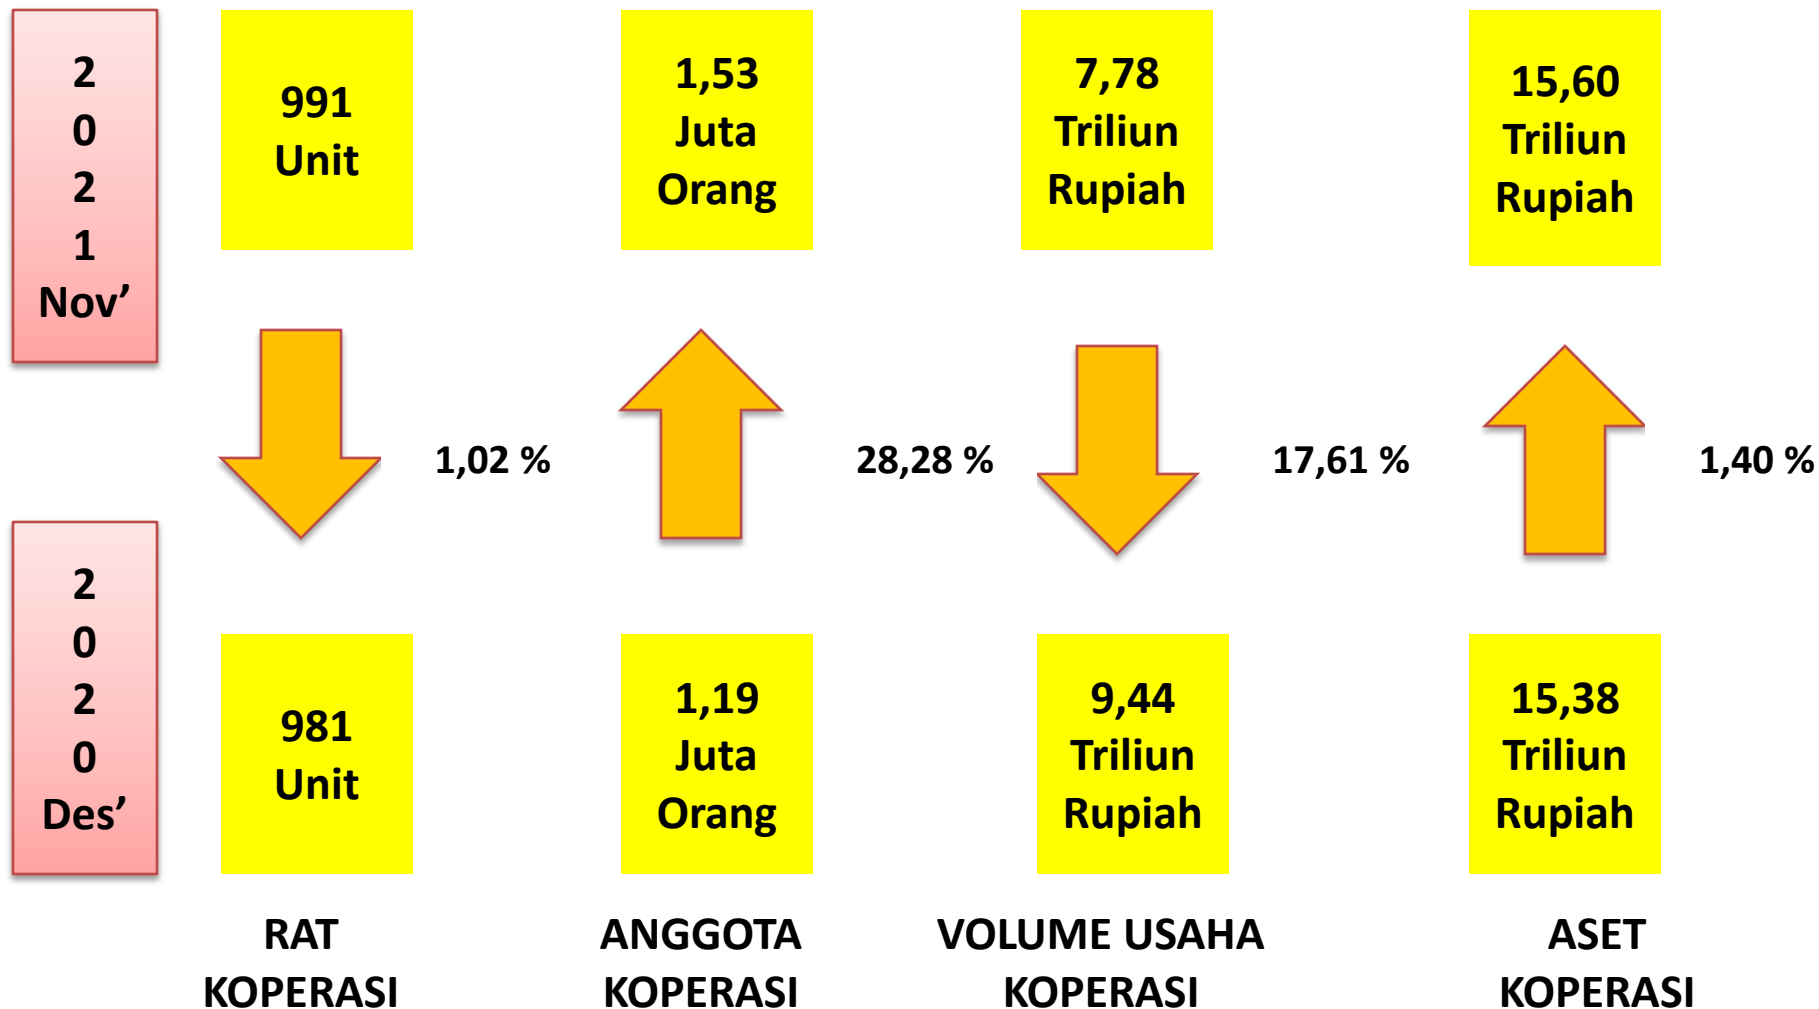 2
0
2
1
Nov’
991
Unit
1,53
Juta
Orang
7,78
Triliun
Rupiah
15,60
Triliun
Rupiah
1,02 %
28,28 %
17,61 %
1,40 %
2
0
2
0
Des’
981
Unit
1,19
Juta
Orang
9,44
Triliun
Rupiah
15,38
Triliun
Rupiah
RAT
KOPERASI
ANGGOTA
KOPERASI
VOLUME USAHA
KOPERASI
ASET
KOPERASI